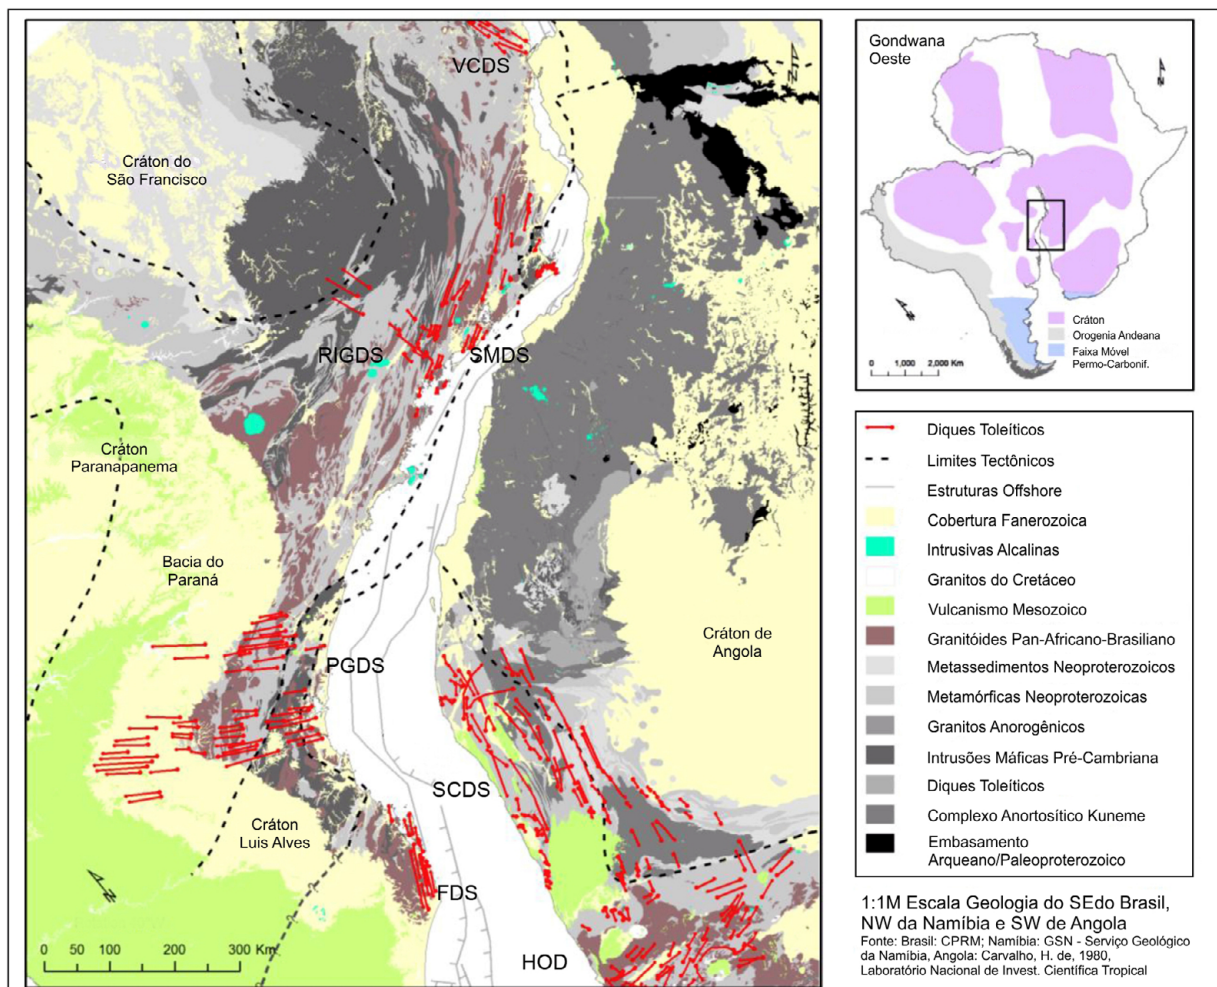 VCDS
Cráton do
São Francisco
RIGDS
SMDS
Cráton
Paranapanema
Bacia do
Paraná
Cráton de
Angola
PGDS
SCDS
Cráton
Luis Alves
FDS
HOD
N
N
0 50 100 200 300 Km
Gondwana
Oeste
N
N
Cráton
Orogenia Andeana
Faixa Móvel
Permo-Carbonif.
0 1,000 2,000 Km
Diques Toleíticos
Limites Tectônicos
Estruturas Offshore
Cobertura Fanerozoica
Intrusivas Alcalinas
Granitos do Cretáceo
Vulcanismo Mesozoico
Granitóides Pan-Africano-Brasiliano
Metassedimentos Neoproterozoicos
Metamórficas Neoproterozoicas
Granitos Anorogênicos
Intrusões Máficas Pré-Cambriana
Diques Toleíticos
Complexo Anortosítico Kuneme
Embasamento
Arqueano/Paleoproterozoico
1:1M Escala Geologia do SEdo Brasil,
NW da Namíbia e SW de Angola
Fonte: Brasil: CPRM; Namíbia: GSN - Serviço Geológico
da Namíbia, Angola: Carvalho, H. de, 1980,
Laboratório Nacional de Invest. Científica Tropical